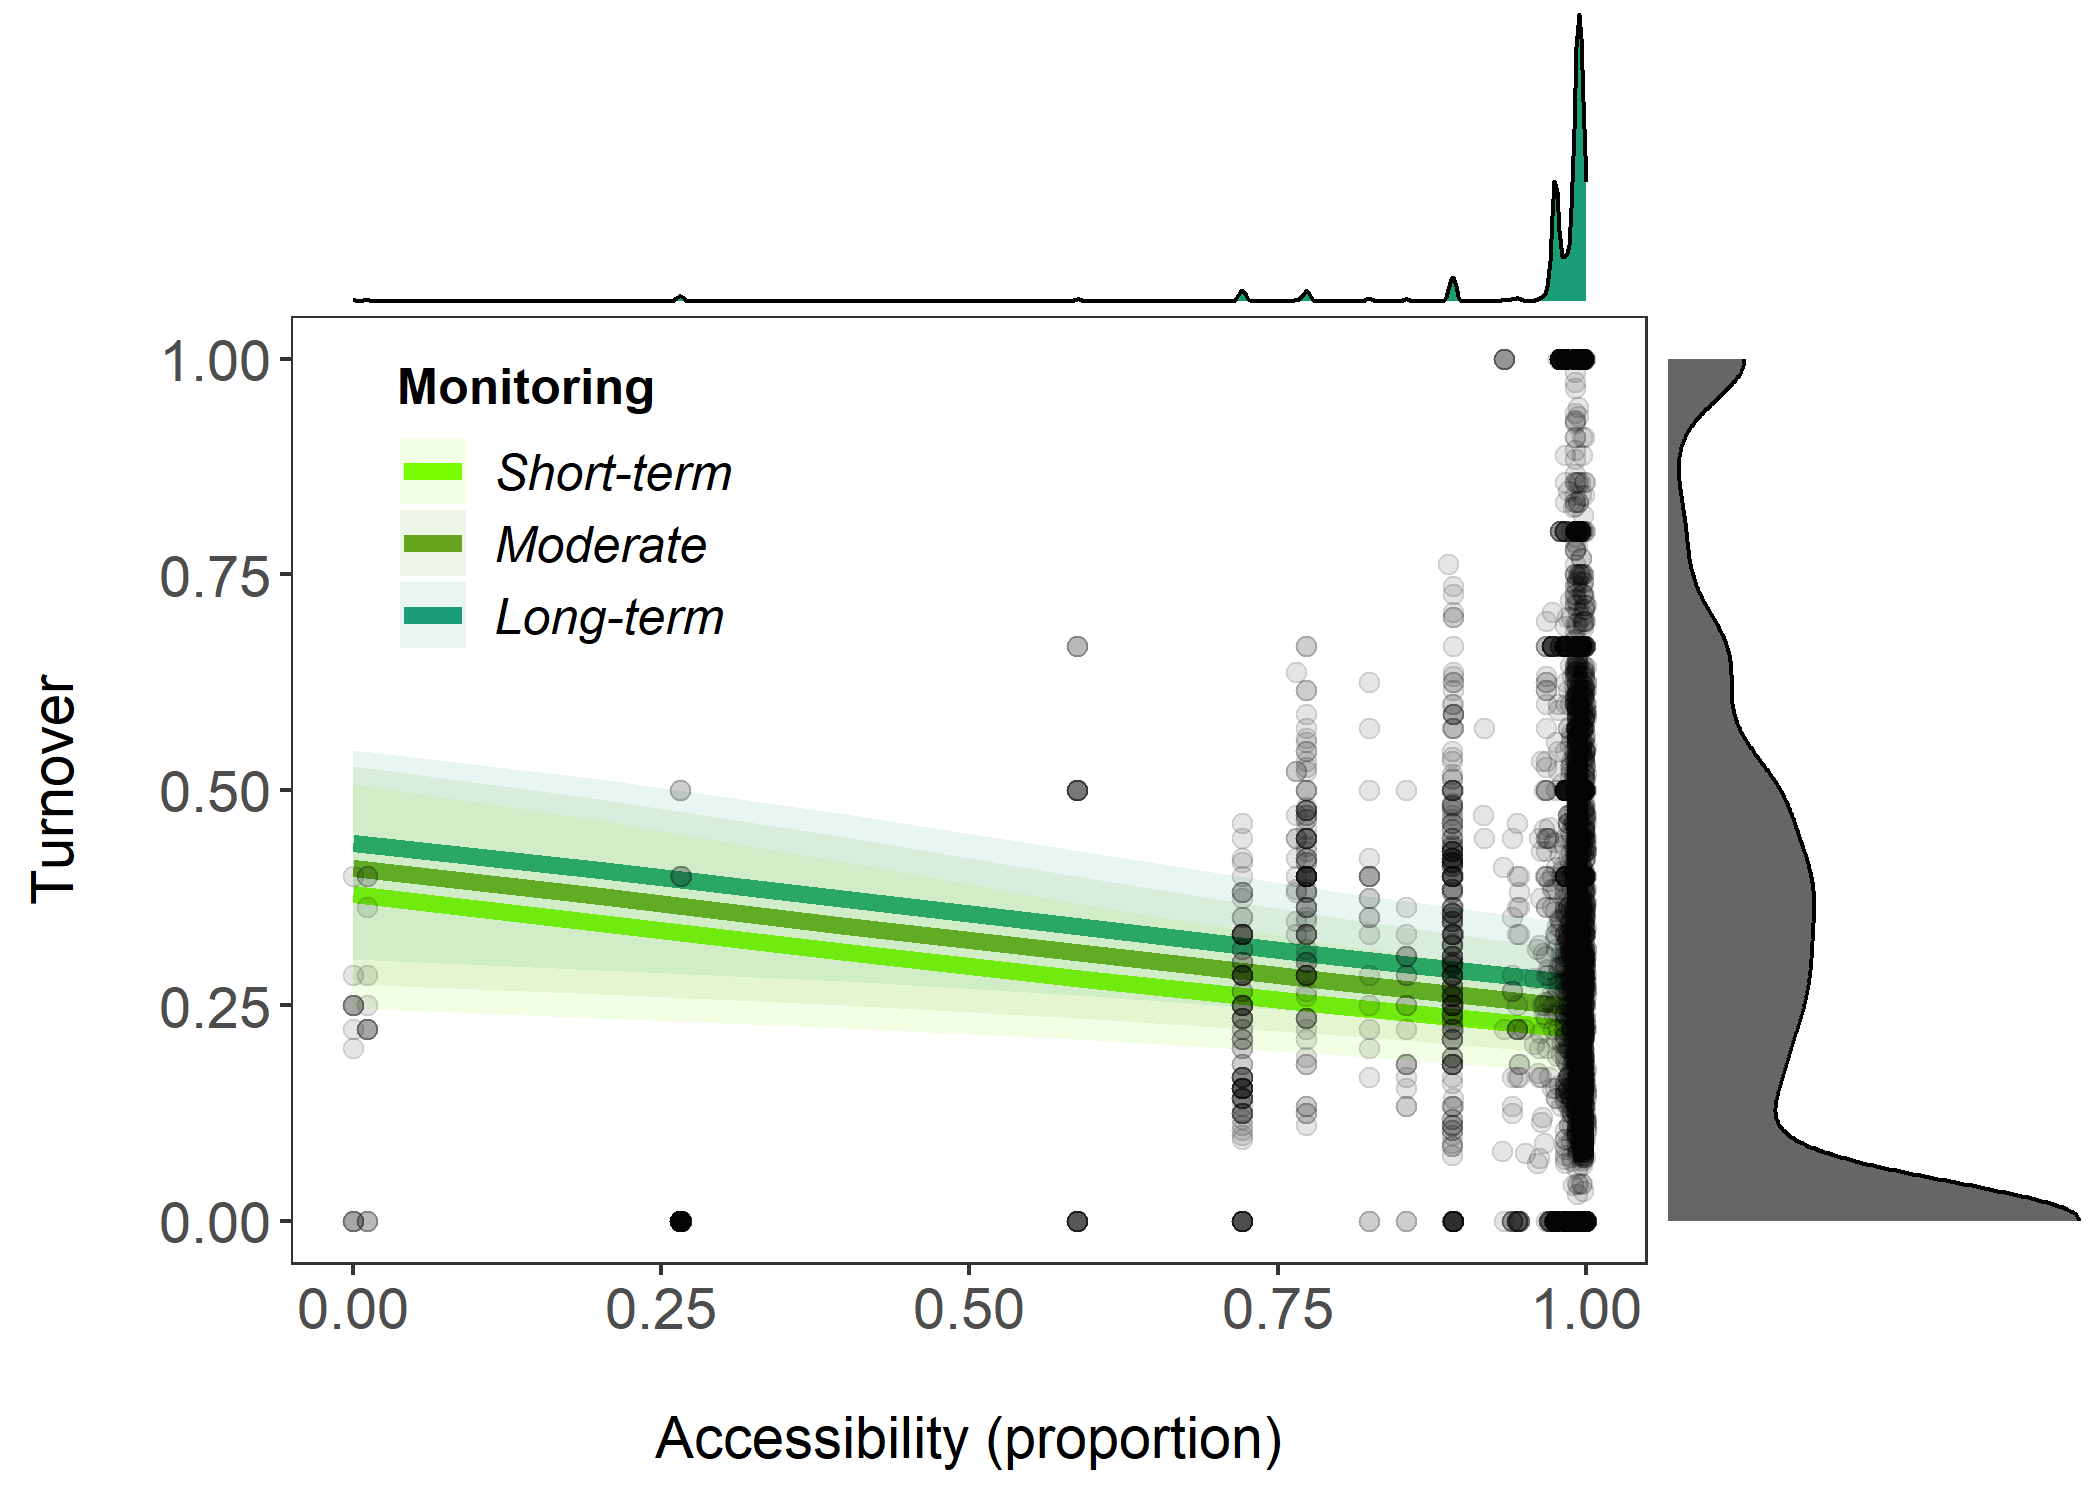 Monitoring
Short-term
Moderate
Long-term
1.00
0.75
0.50
0.25
0.00
Turnover
0.00 0.25 0.50 0.75 1.00
Accessibility (proportion)